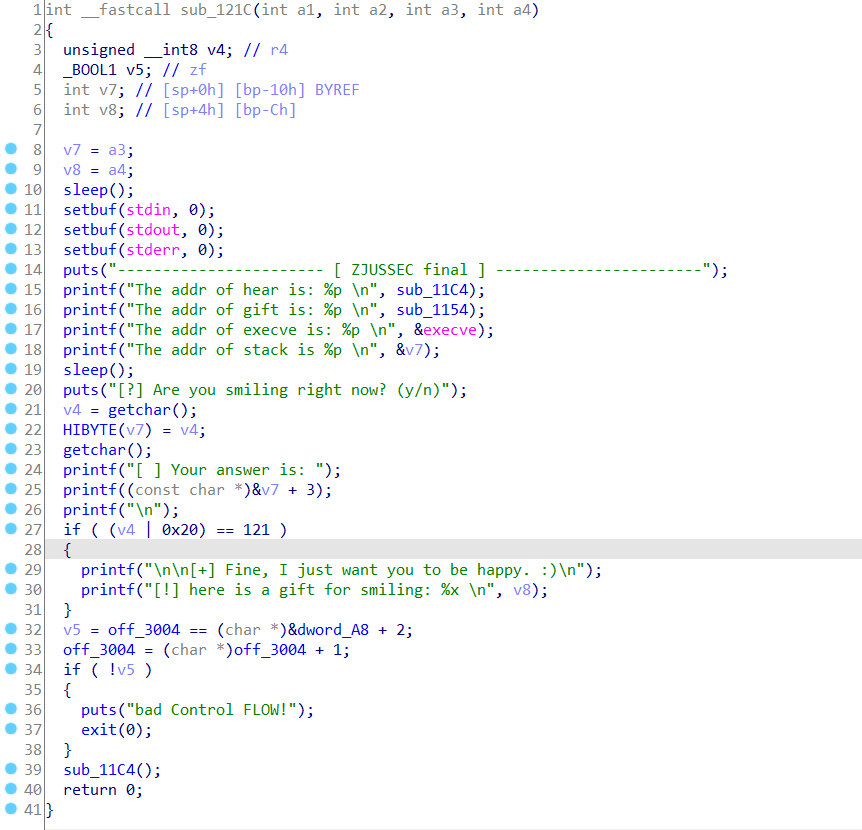 1 int __fastcall sub_121C(int a1, int a2, int a3, int a4)
2 {
3 unsigned __int8 v4; // r4
4 _BOOL1 v5; // zf
5 int v7; // [sp+0h] [bp-10h] BYREF
6 int v8; // [sp+4h] [bp-Ch]
7
8 v7 = a3;
9 v8 = a4;
10 sleep();
11 setbuf(stdin, 0);
12 setbuf(stdout, 0);
13 setbuf(stderr, 0);
14 puts("----------------------- [ ZJUSSEC final ] -----------------------");
15 printf("The addr of hear is: %p \n", sub_11C4);
16 printf("The addr of gift is: %p \n", sub_1154);
17 printf("The addr of execve is: %p \n", &execve);
18 printf("The addr of stack is %p \n", &v7);
19 sleep();
20 puts("[?] Are you smiling right now? (y/n)");
21 v4 = getchar();
22 HIBYTE(v7) = v4;
23 getchar();
24 printf("[ ] Your answer is: ");
25 printf((const char *)&v7 + 3);
26 printf("\n");
27 if ( (v4 | 0x20) == 121 )
28 {
29 printf("\n\n[+] Fine, I just want you to be happy. :)\n");
30 printf("[!] here is a gift for smiling: %x \n", v8);
31 }
32 v5 = off_3004 == (char *)&dword_A8 + 2;
33 off_3004 = (char *)off_3004 + 1;
34 if ( !v5 )
35 {
36 puts("bad Control FLOW!");
37 exit(0);
38 }
39 sub_11C4();
40 return 0;
41 }